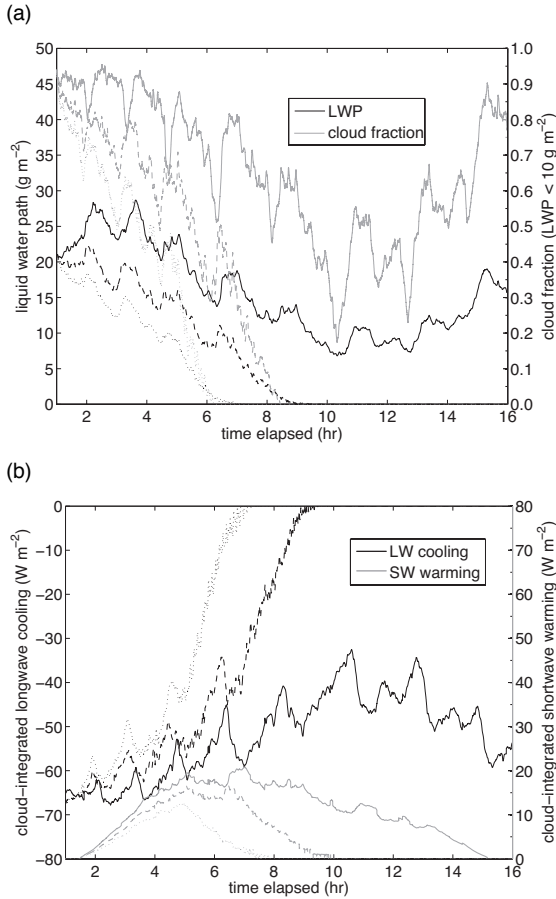 (a)
50
45
40
35
30
25
20
15
10
5
0
liquid water path (g m−2)
LWP
cloud fraction
1.0
0.9
0.8
0.7
0.6
0.5
0.4
0.3
0.2
0.1
0.0
cloud fraction (LWP < 10 g m−2)
2 4 6 8 10 12 14 16
time elapsed (hr)
(b)
0
−10
−20
−30
−40
−50
−60
−70
−80
cloud−integrated longwave cooling (W m−2)
LW cooling
SW warming
80
70
60
50
40
30
20
10
0
cloud−integrated shortwave warming (W m−2)
2 4 6 8 10 12 14 16
time elapsed (hr)